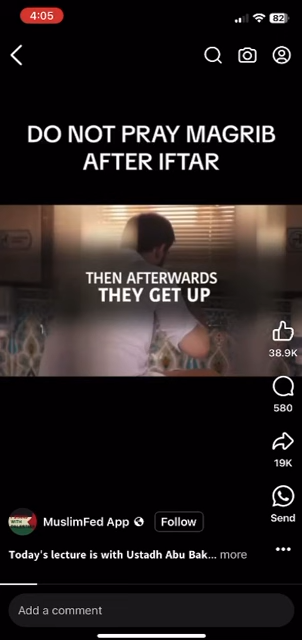 4:05
82
DO NOT PRAY MAGRIB
AFTER IFTAR
THEN AFTERWARDS
THEY GET UP
38.9K
580
19K
Send
MuslimFed App
Follow
Today's lecture is with Ustadh Abu Bak... more
Add a comment